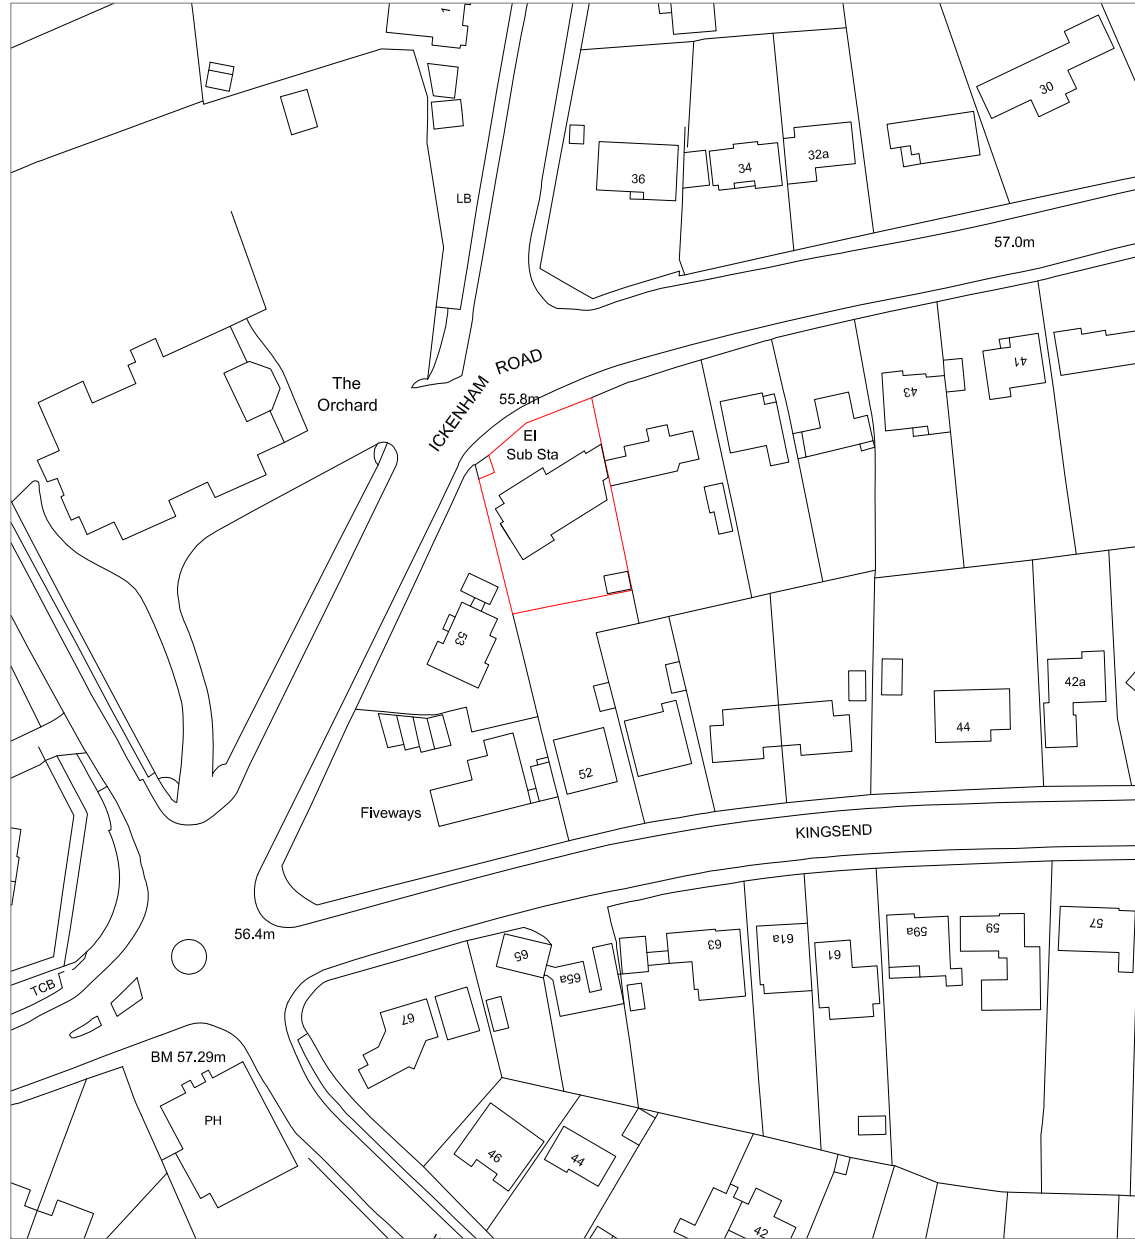 1
30
36
34
32a
LB
57.0m
ICKENHAM ROAD
The
Orchard
55.8m
El
Sub Sta
43
41
53
42a
44
52
Fiveways
KINGSEND
56.4m
TCB
65
65a
63
61a
61
59a
59
57
67
BM 57.29m
PH
46
44
42